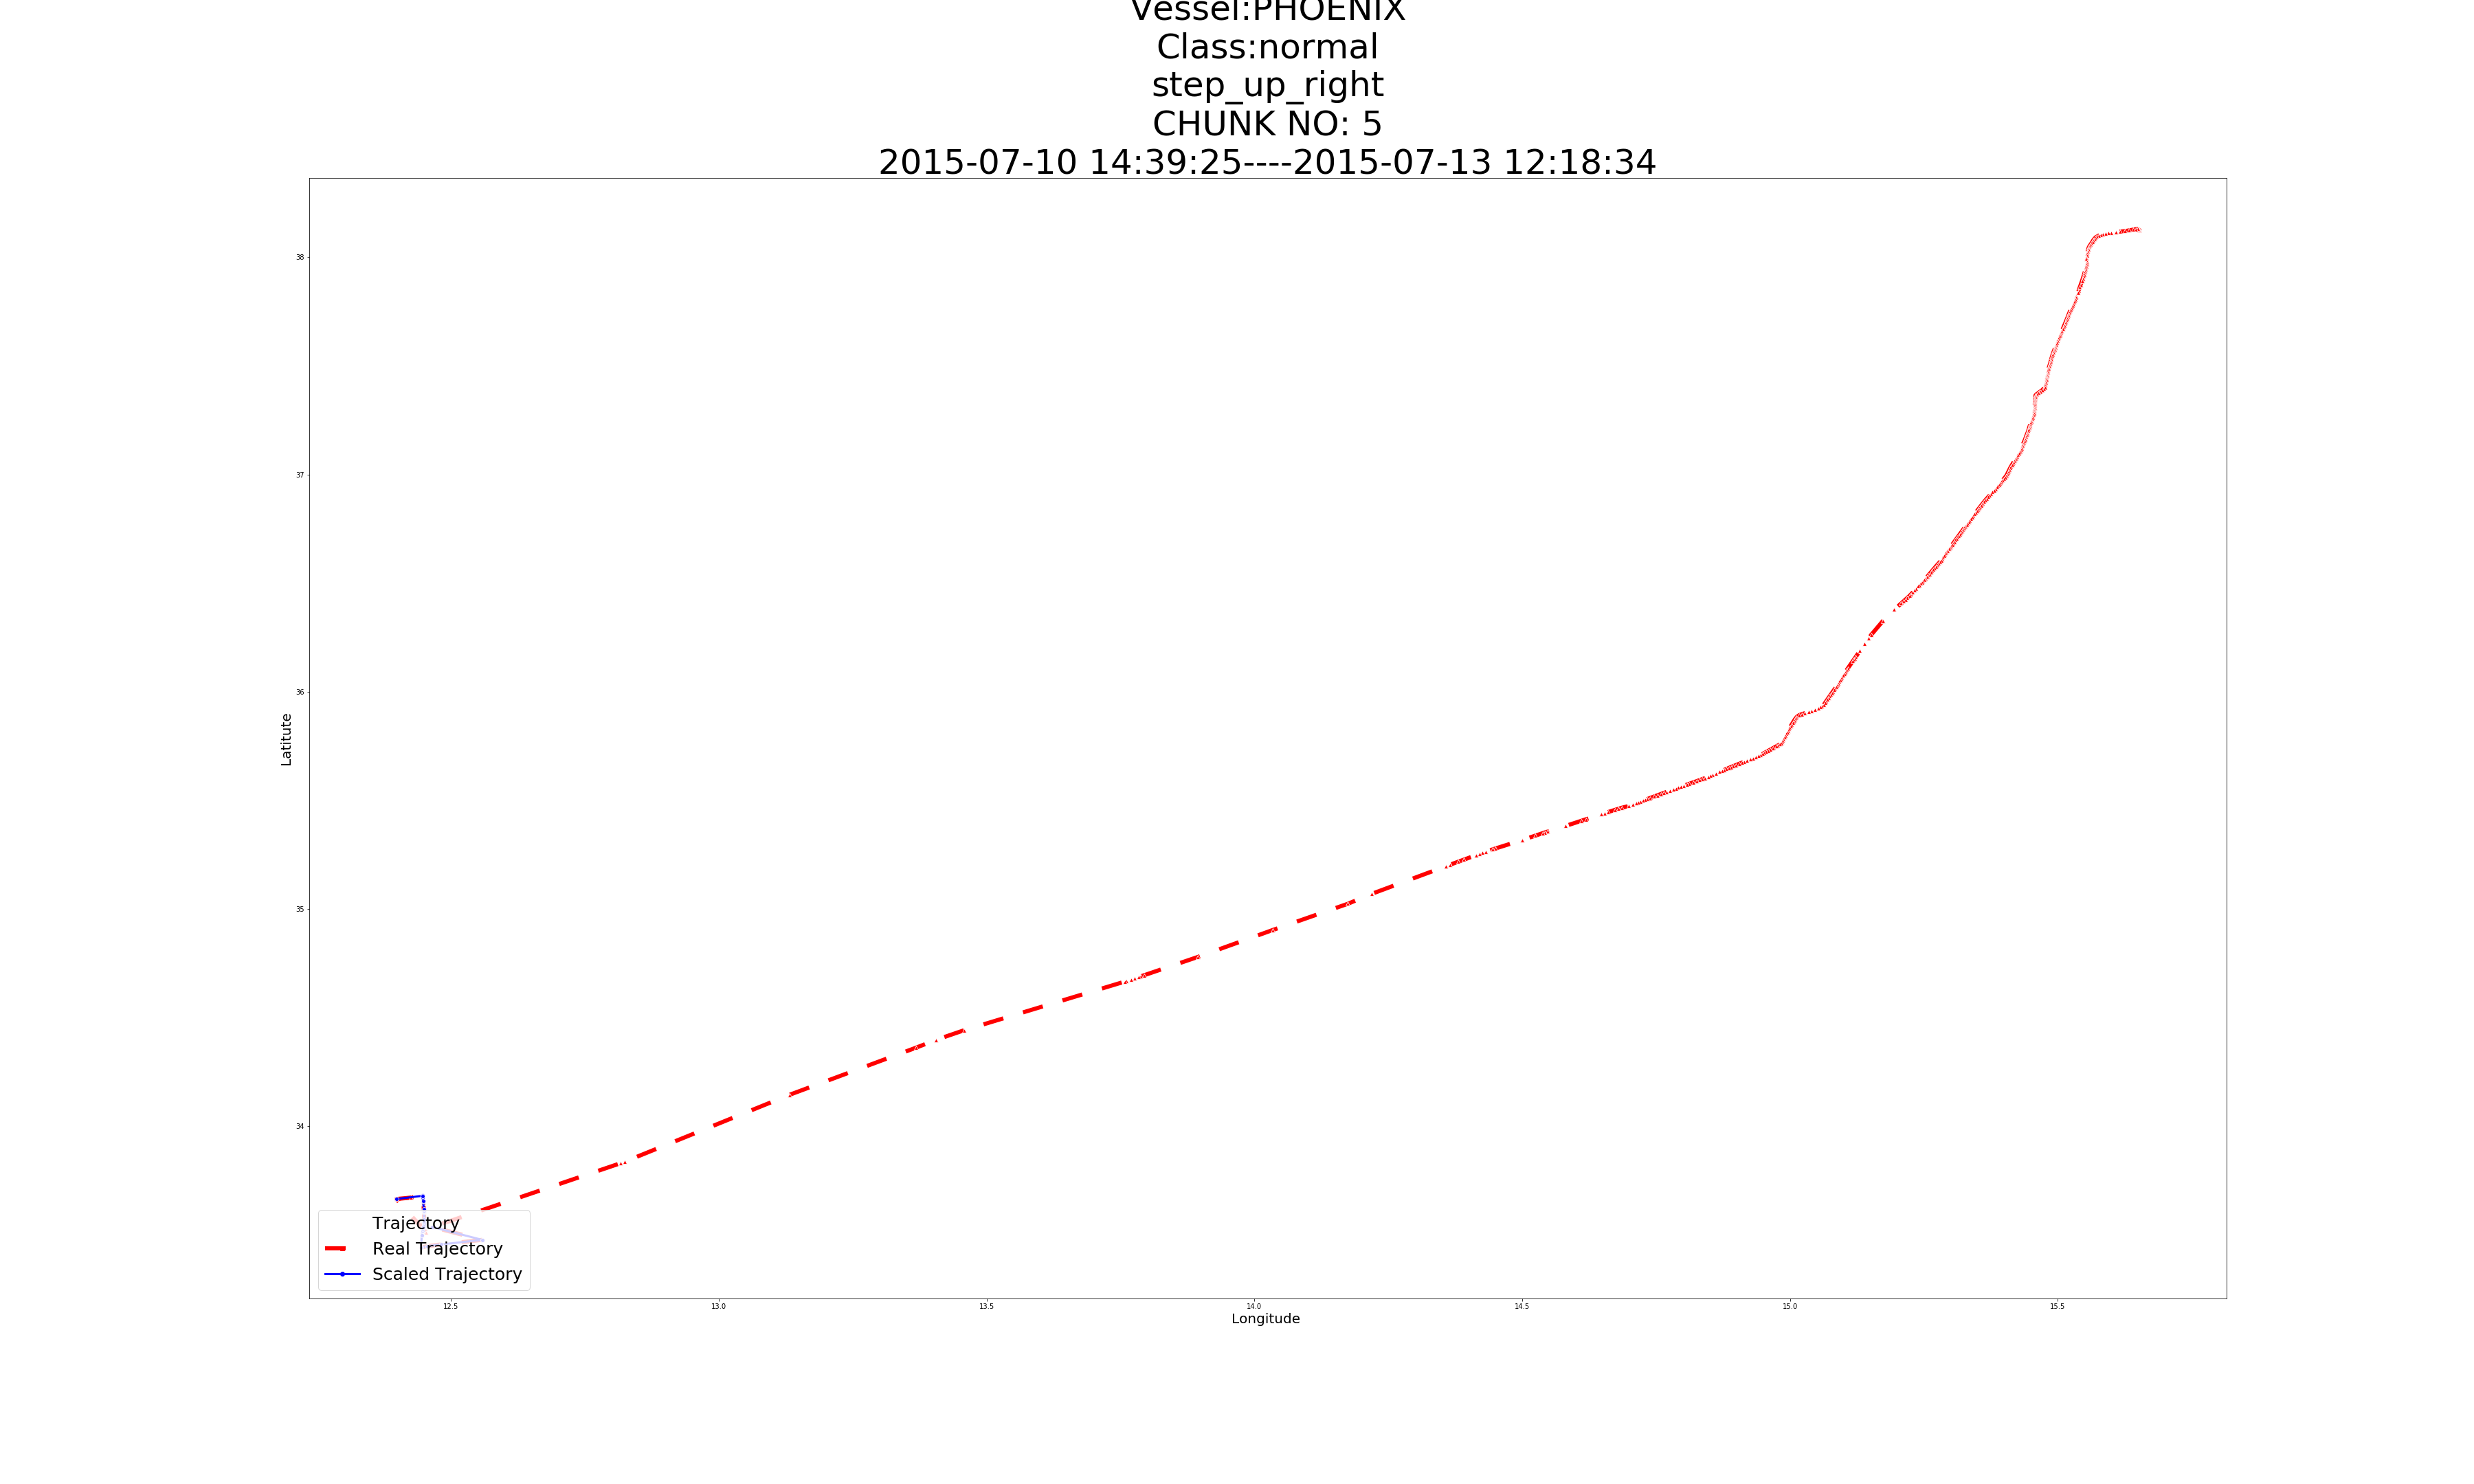 Vessel:PHOENIX
Class:normal
step_up_right
CHUNK NO: 5
2015-07-10 14:39:25----2015-07-13 12:18:34
38
37
36
35
34
Latitute
Trajectory
Real Trajectory
Scaled Trajectory
12.5
13.0
13.5
14.0
14.5
15.0
15.5
Longitude